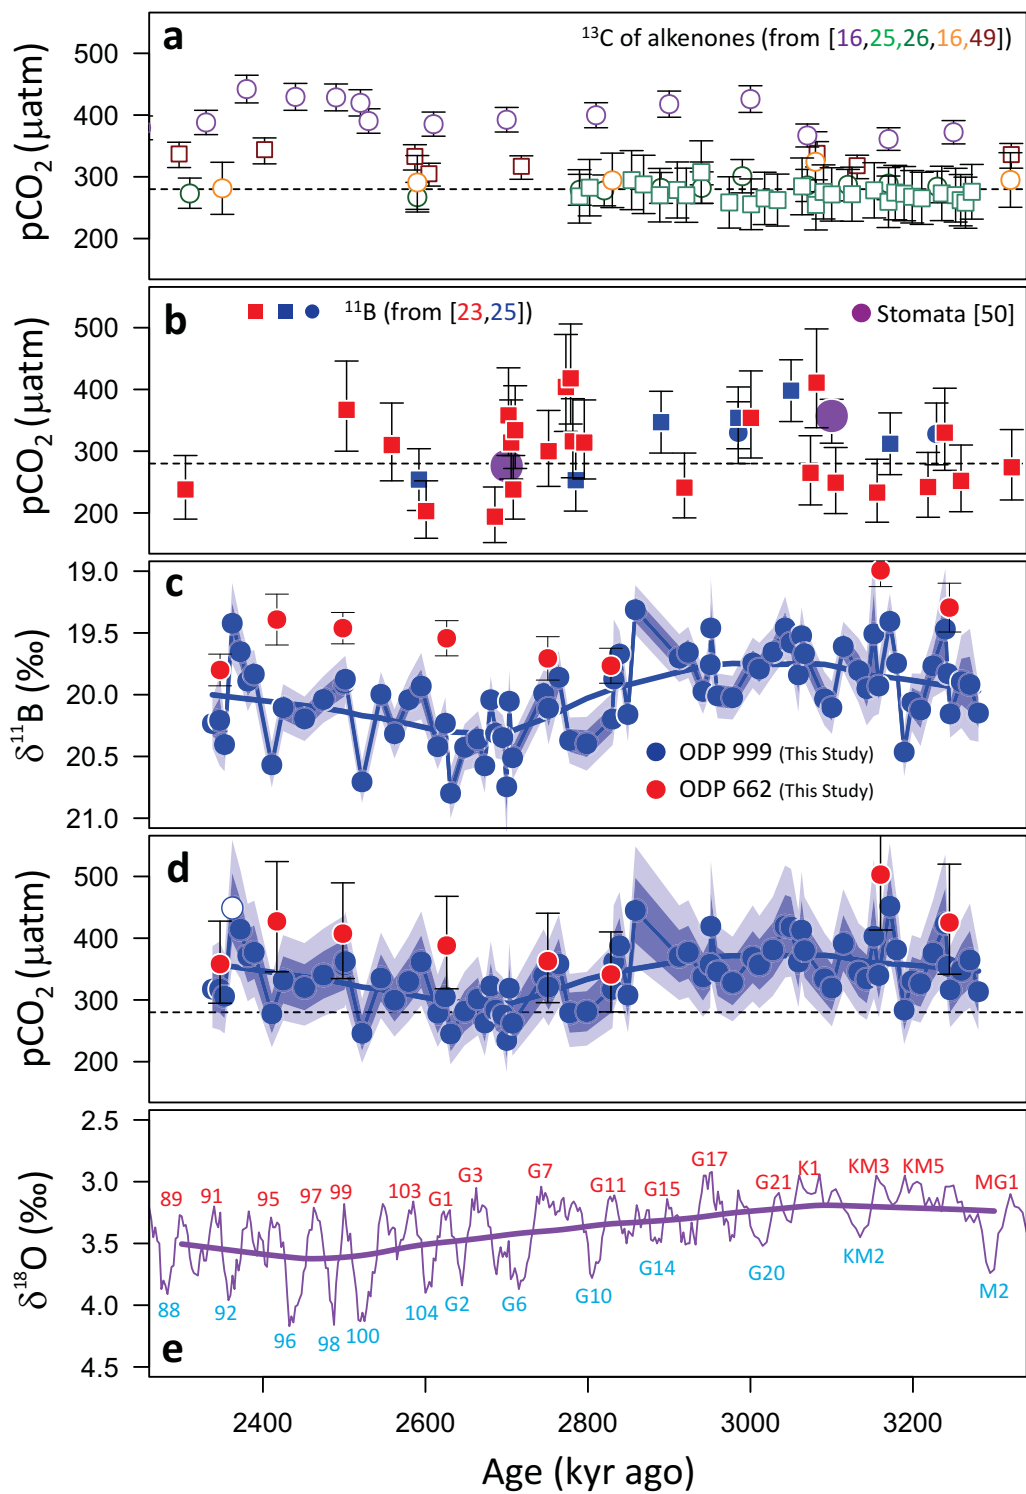 a
¹³C of alkenones (from [16,25,26,16,49])
500
400
300
200
pCO₂ (µatm)
b
¹¹B (from [23,25])
Stomata [50]
500
400
300
200
pCO₂ (µatm)
c
19.0
19.5
20.0
20.5
21.0
δ¹¹B (‰)
ODP 999 (This Study)
ODP 662 (This Study)
d
500
400
300
200
pCO₂ (µatm)
2.5
3.0
3.5
4.0
4.5
δ¹⁸O (‰)
89 91 95 97 99 103 G1 G3 G7 G11 G15 G17 G21 K1 KM3 KM5 MG1
88 92 96 98 100 104 G2 G6 G10 G14 G20 KM2 M2
e
2400 2600 2800 3000 3200
Age (kyr ago)